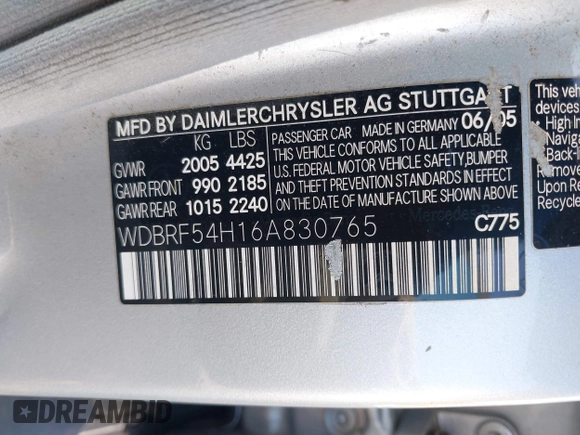 MFD BY DAIMLERCHRYSLER AG STUTTGART
KG LBS
GVWR 2005 4425
GAWR FRONT 990 2185
GAWR REAR 1015 2240
PASSENGER CAR MADE IN GERMANY 06/05
THIS VEHICLE CONFORMS TO ALL APPLICABLE
U.S. FEDERAL MOTOR VEHICLE SAFETY, BUMPER
AND THEFT PREVENTION STANDARDS IN EFFECT
ON THE DATE OF MANUFACTURE SHOWN ABOVE
WDBRF54H16A830765
C775
This vehi
devices.
• High In
• Naviga
• Back-
Remove
Upon Re
Recycle
DREAMBID